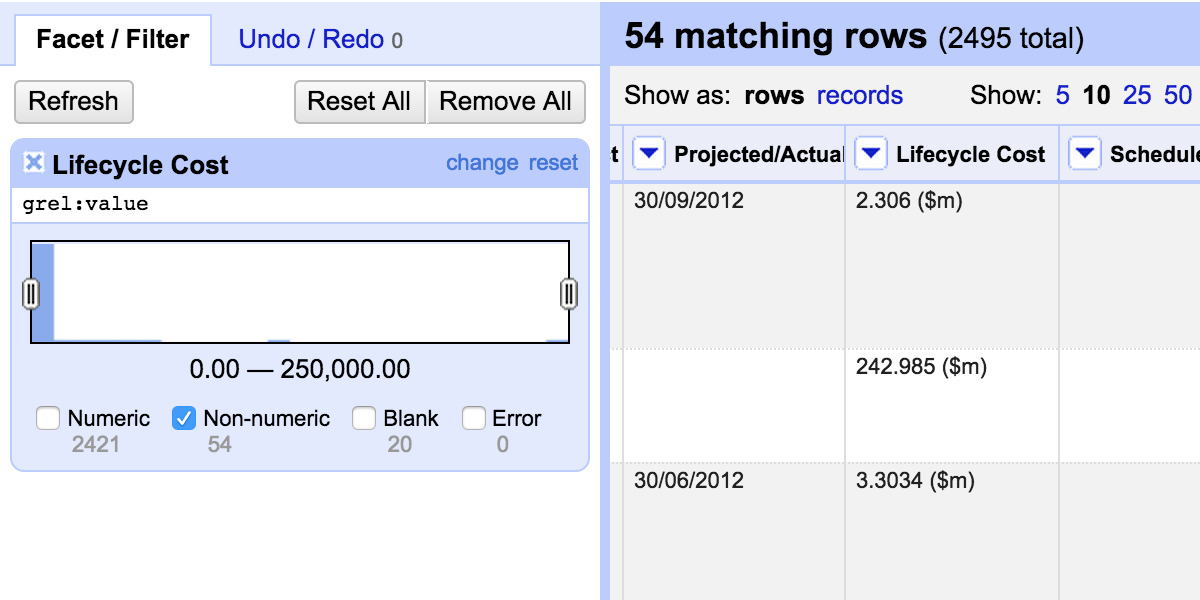 Facet / Filter
Undo / Redo 0
Refresh
Reset All
Remove All
Lifecycle Cost
change reset
grel:value
0.00 — 250,000.00
Numeric
2421
Non-numeric
54
Blank
20
Error
0
54 matching rows (2495 total)
Show as: rows records
Show: 5 10 25 50
t
Projected/Actual
Lifecycle Cost
Schedule
30/09/2012
2.306 ($m)
242.985 ($m)
30/06/2012
3.3034 ($m)